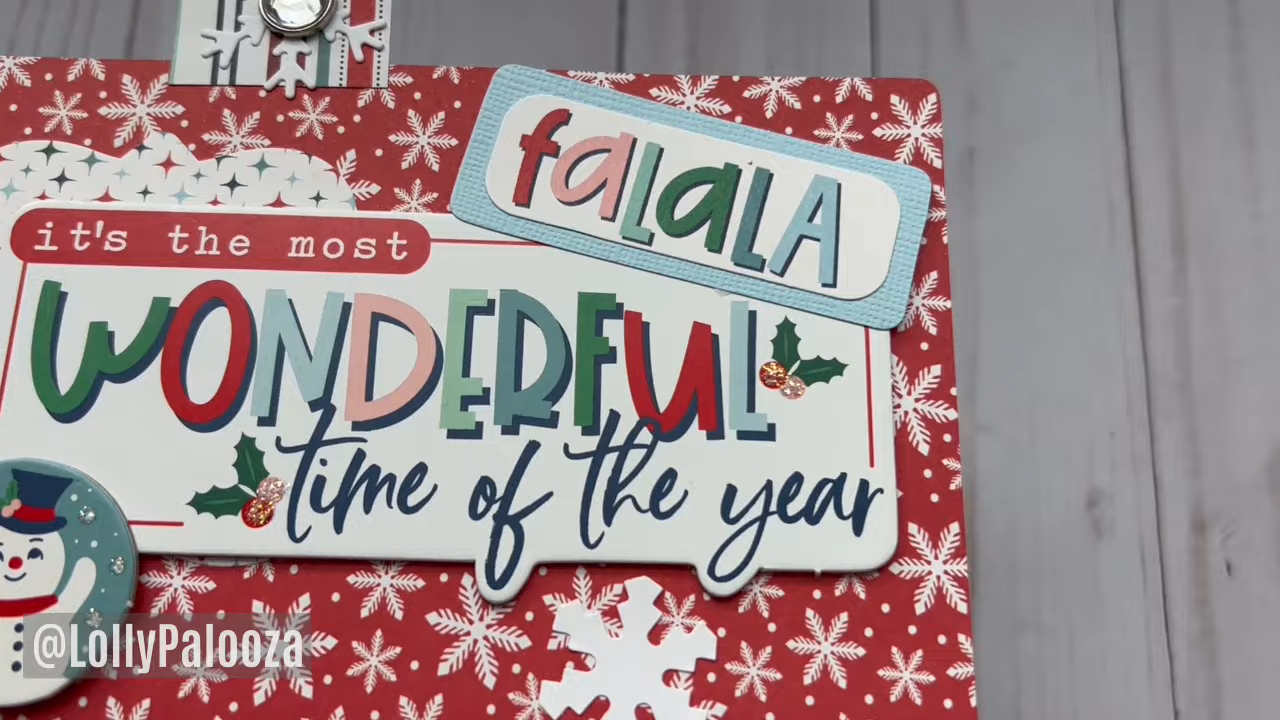 falalA
it's the most
WONDERFUL
time of the year
@LollyPalooza